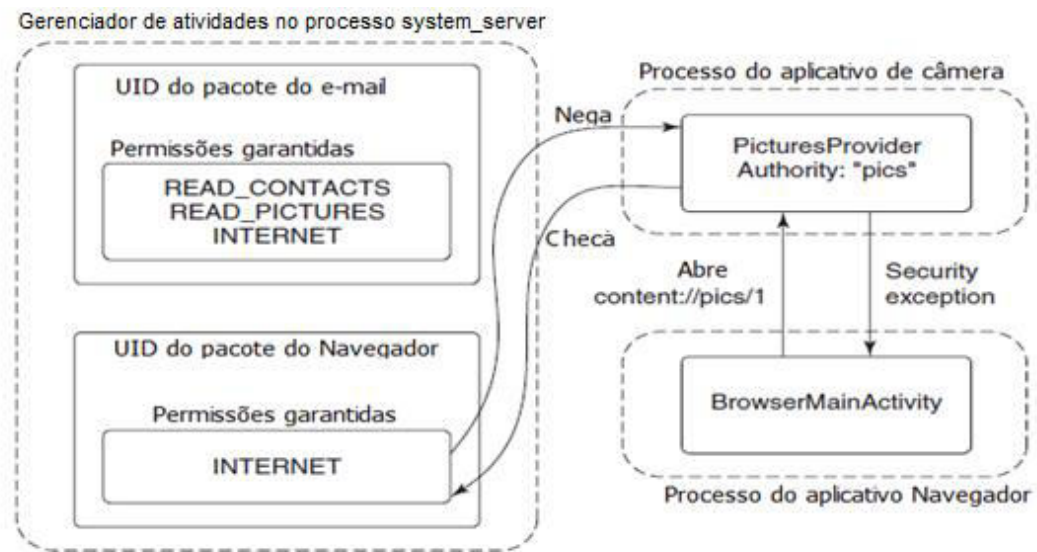 Gerenciador de atividades no processo system_server
UID do pacote do e-mail
Permissões garantidas
READ_CONTACTS
READ_PICTURES
INTERNET
UID do pacote do Navegador
Permissões garantidas
INTERNET
Nega
Checà
Processo do aplicativo de câmera
PicturesProvider
Authority: "pics"
Abre
content://pics/1
Security
exception
BrowserMainActivity
Processo do aplicativo Navegador